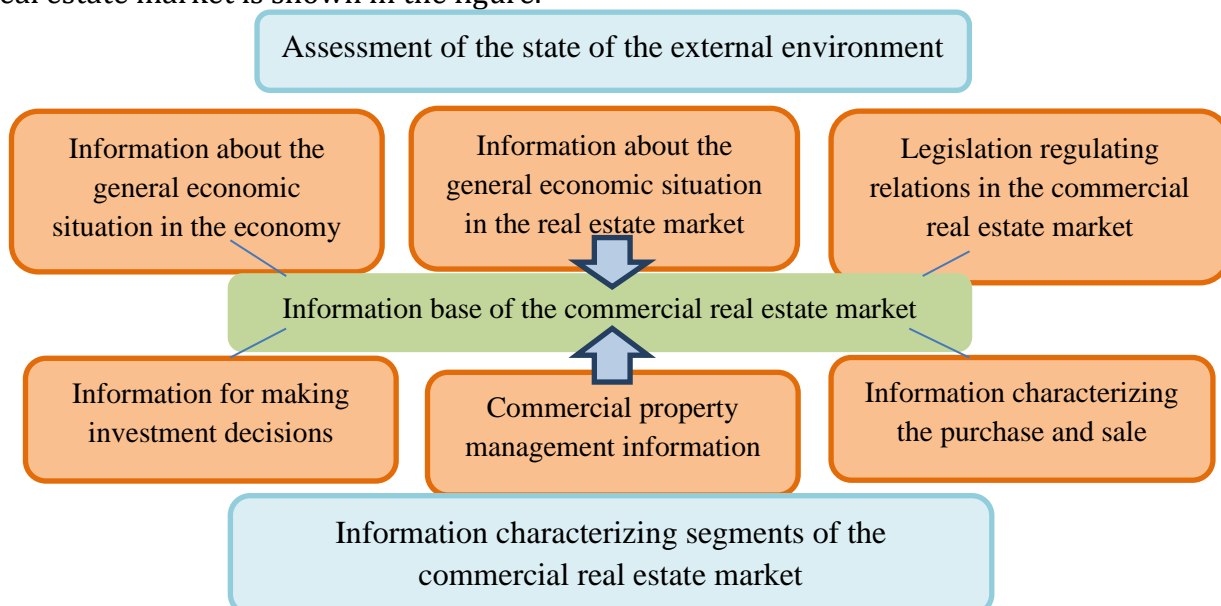 real estate market is shown in the figure.
Assessment of the state of the external environment
Information about the
general economic
situation in the economy
Information about the
general economic situation
in the real estate market
Legislation regulating
relations in the commercial
real estate market
Information base of the commercial real estate market
Information for making
investment decisions
Commercial property
management information
Information characterizing
the purchase and sale
Information characterizing segments of the
commercial real estate market